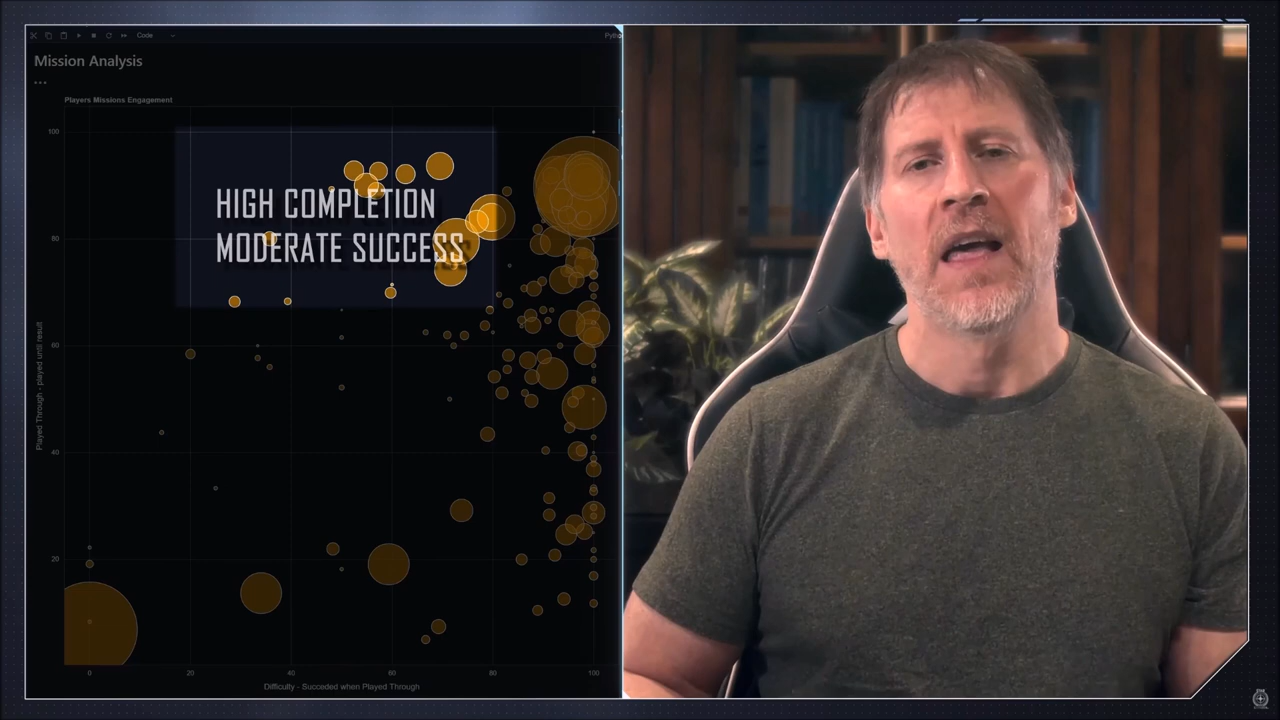 Code
Mission Analysis
Players Missions Engagement
HIGH COMPLETION
MODERATE SUCCESS
Played Through - played until result
100
80
60
40
20
0
20
40
60
80
100
Difficulty - Succeded when Played Through